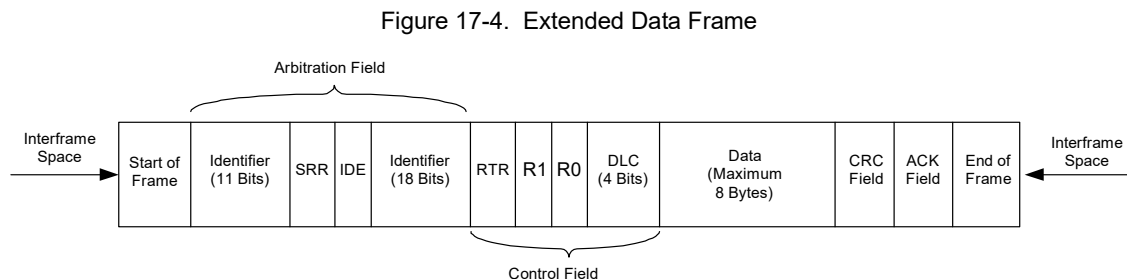 Figure 17-4. Extended Data Frame
Arbitration Field
Interframe
Space
Start of
Frame
Identifier
(11 Bits)
SRR
IDE
Identifier
(18 Bits)
RTR
R1
R0
DLC
(4 Bits)
Data
(Maximum
8 Bytes)
CRC
Field
ACK
Field
End of
Frame
Interframe
Space
Control Field